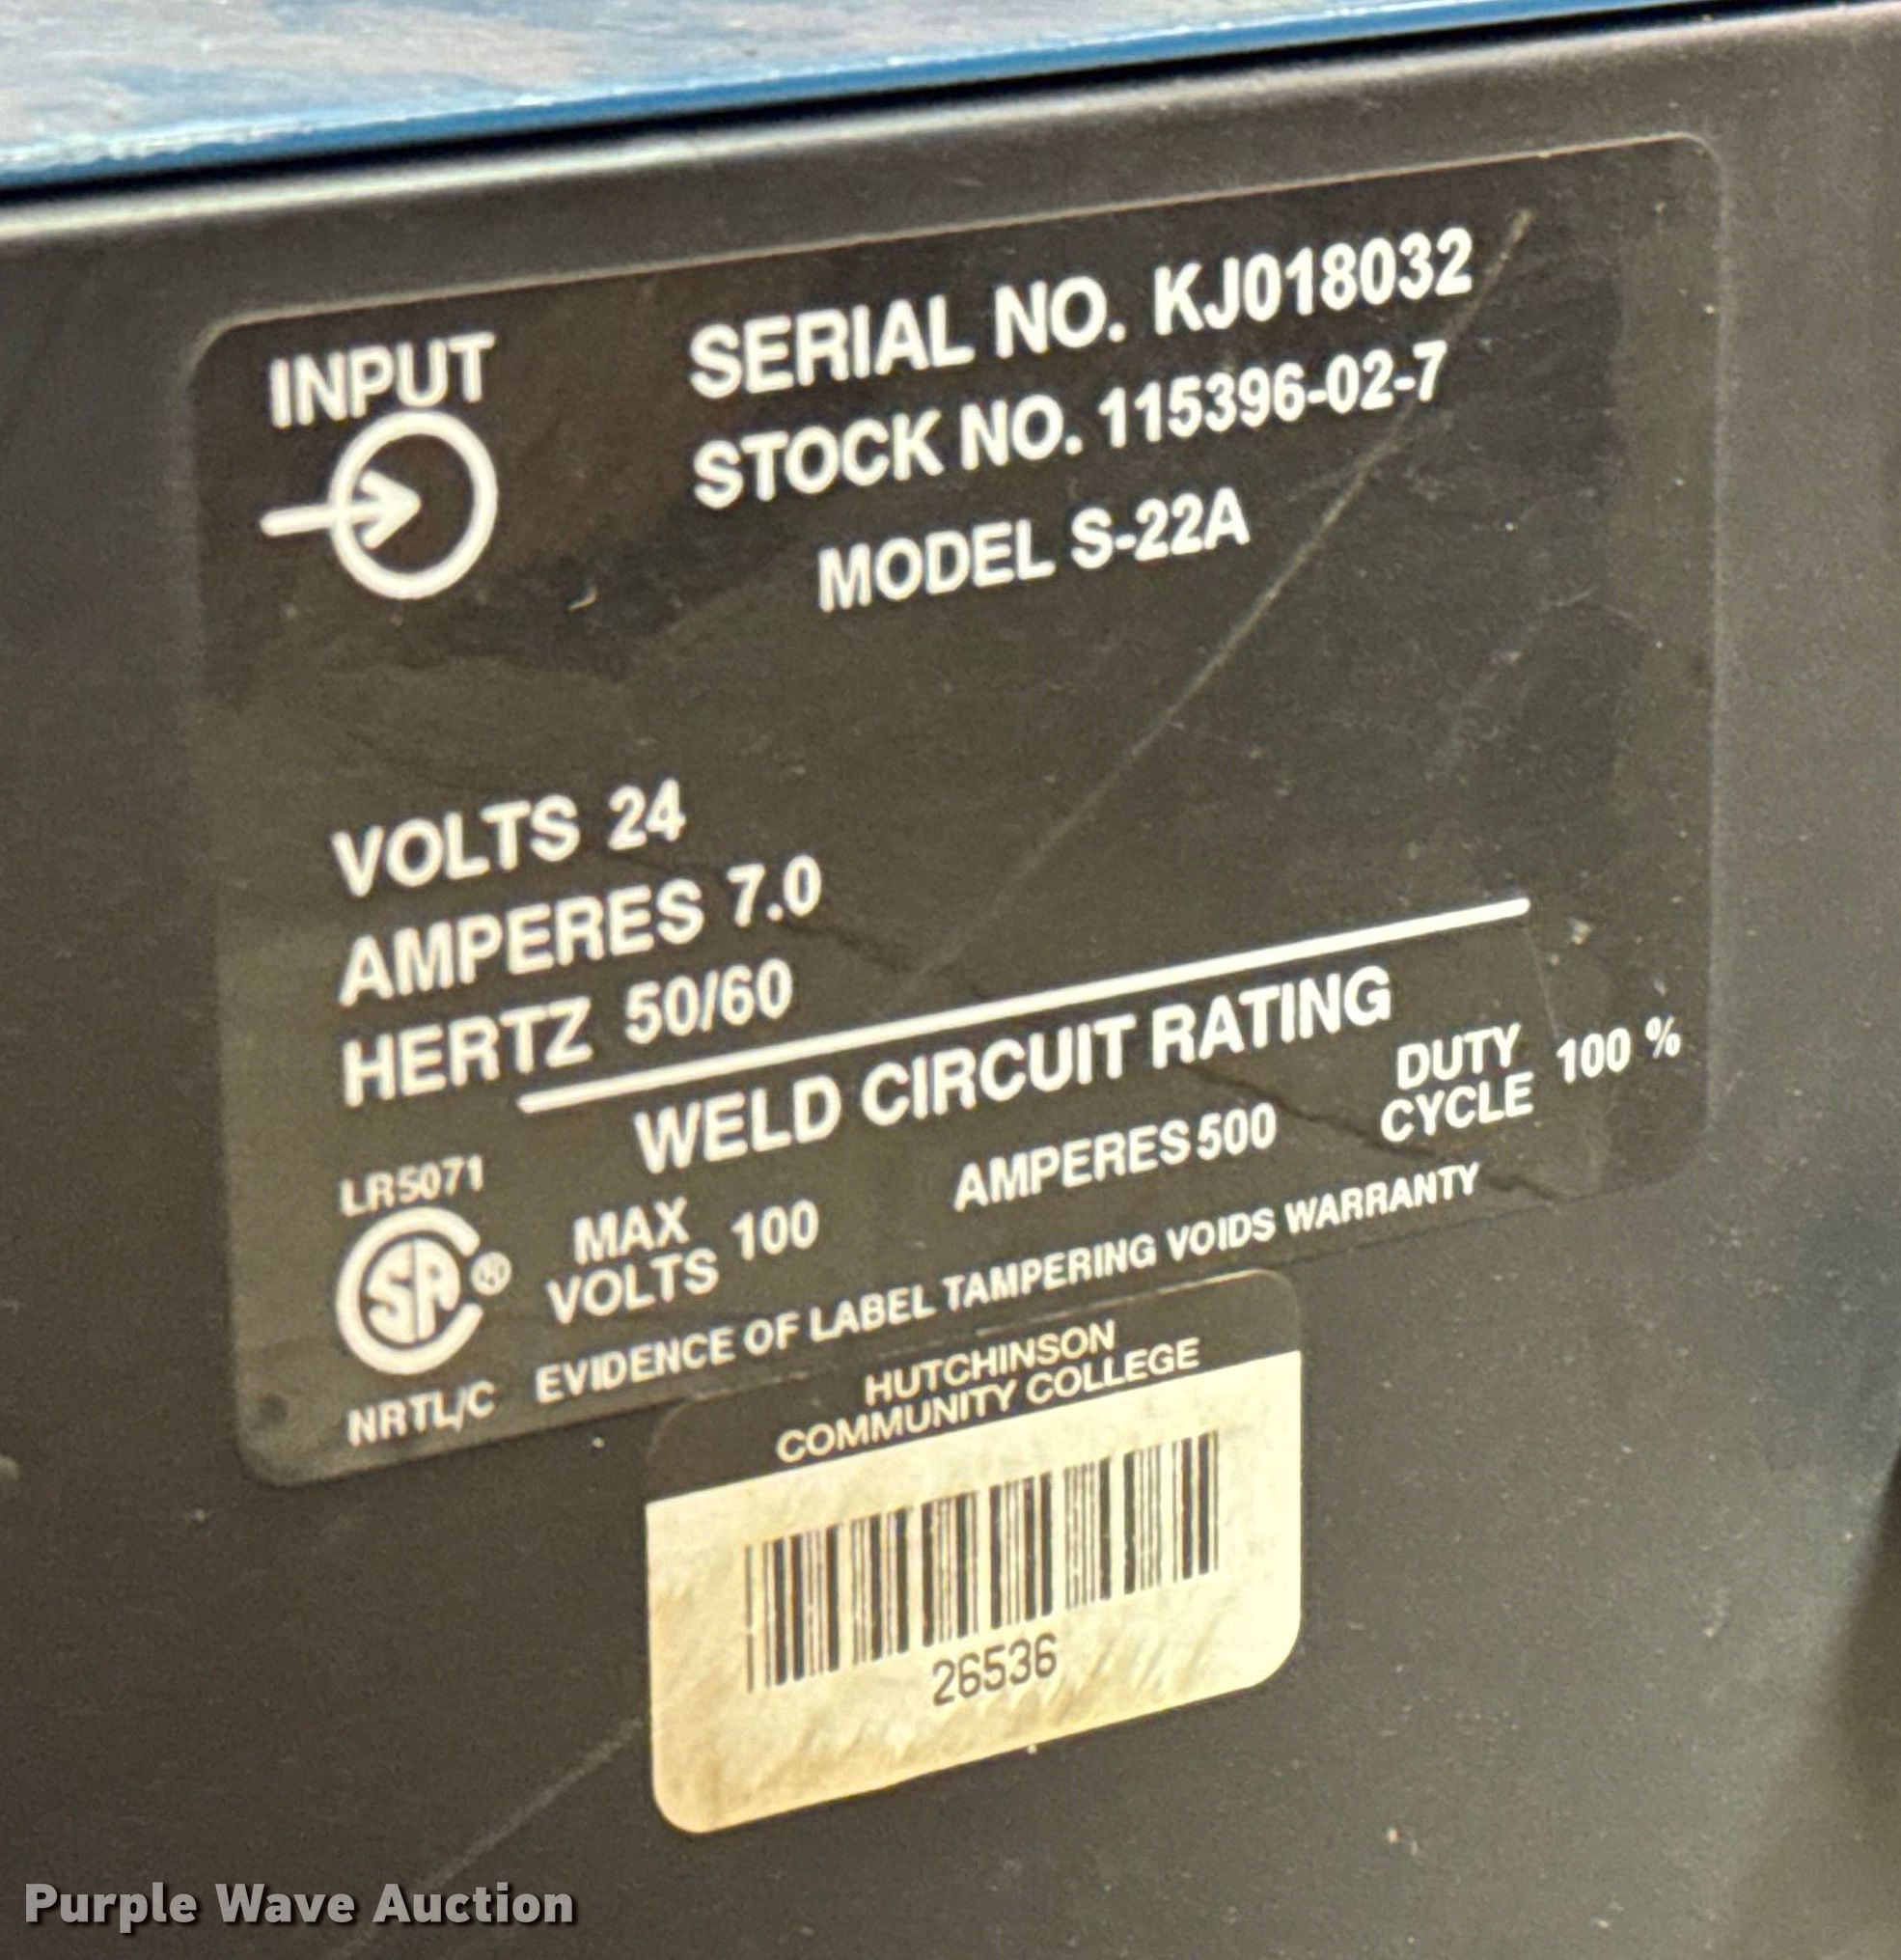 INPUT
SERIAL NO. KJ018032
STOCK NO. 115396-02-7
MODEL S-22A
VOLTS 24
AMPERES 7.0
HERTZ 50/60
WELD CIRCUIT RATING
LR5071
SA®
NRTL/C
MAX VOLTS 100
AMPERES 500
DUTY CYCLE 100 %
EVIDENCE OF LABEL TAMPERING VOIDS WARRANTY
HUTCHINSON
COMMUNITY COLLEGE
26536
Purple Wave Auction